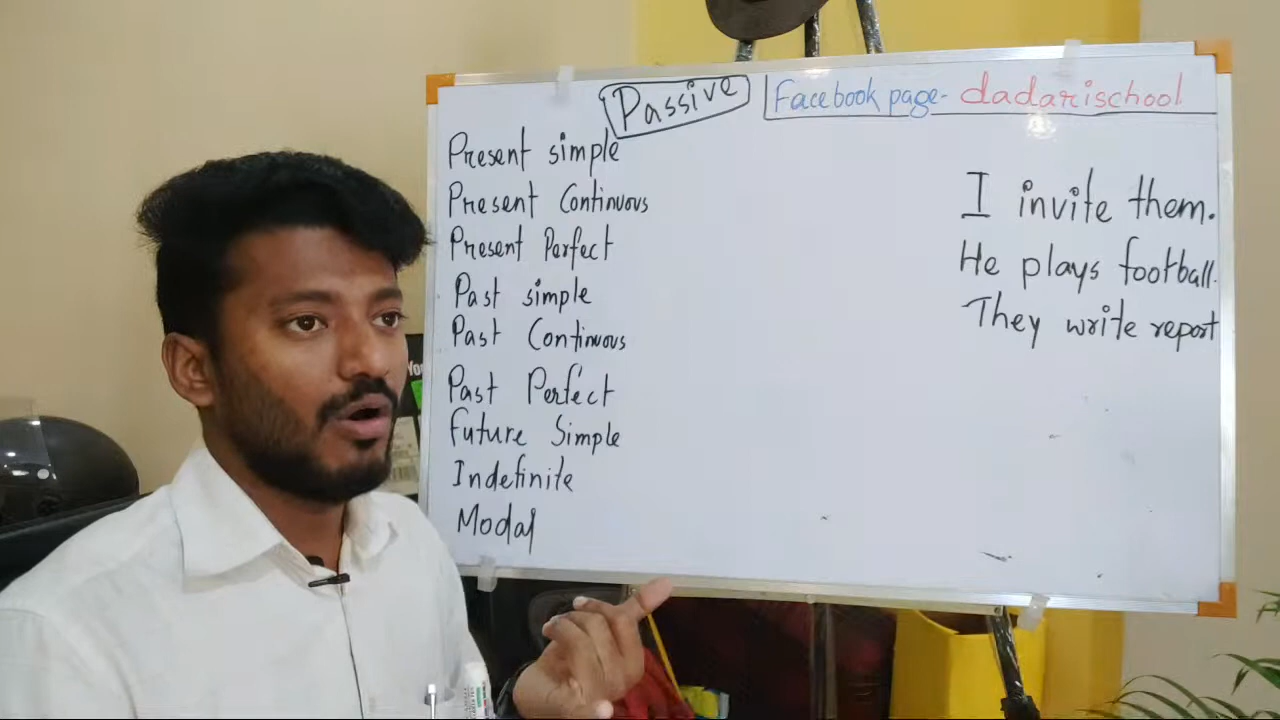 Passive
Facebook page- dadarischool
Present simple
Present Continuous
Present Perfect
Past simple
Past Continuous
Past Perfect
Future Simple
Indefinite
Modal
I invite them.
He plays football.
They write report